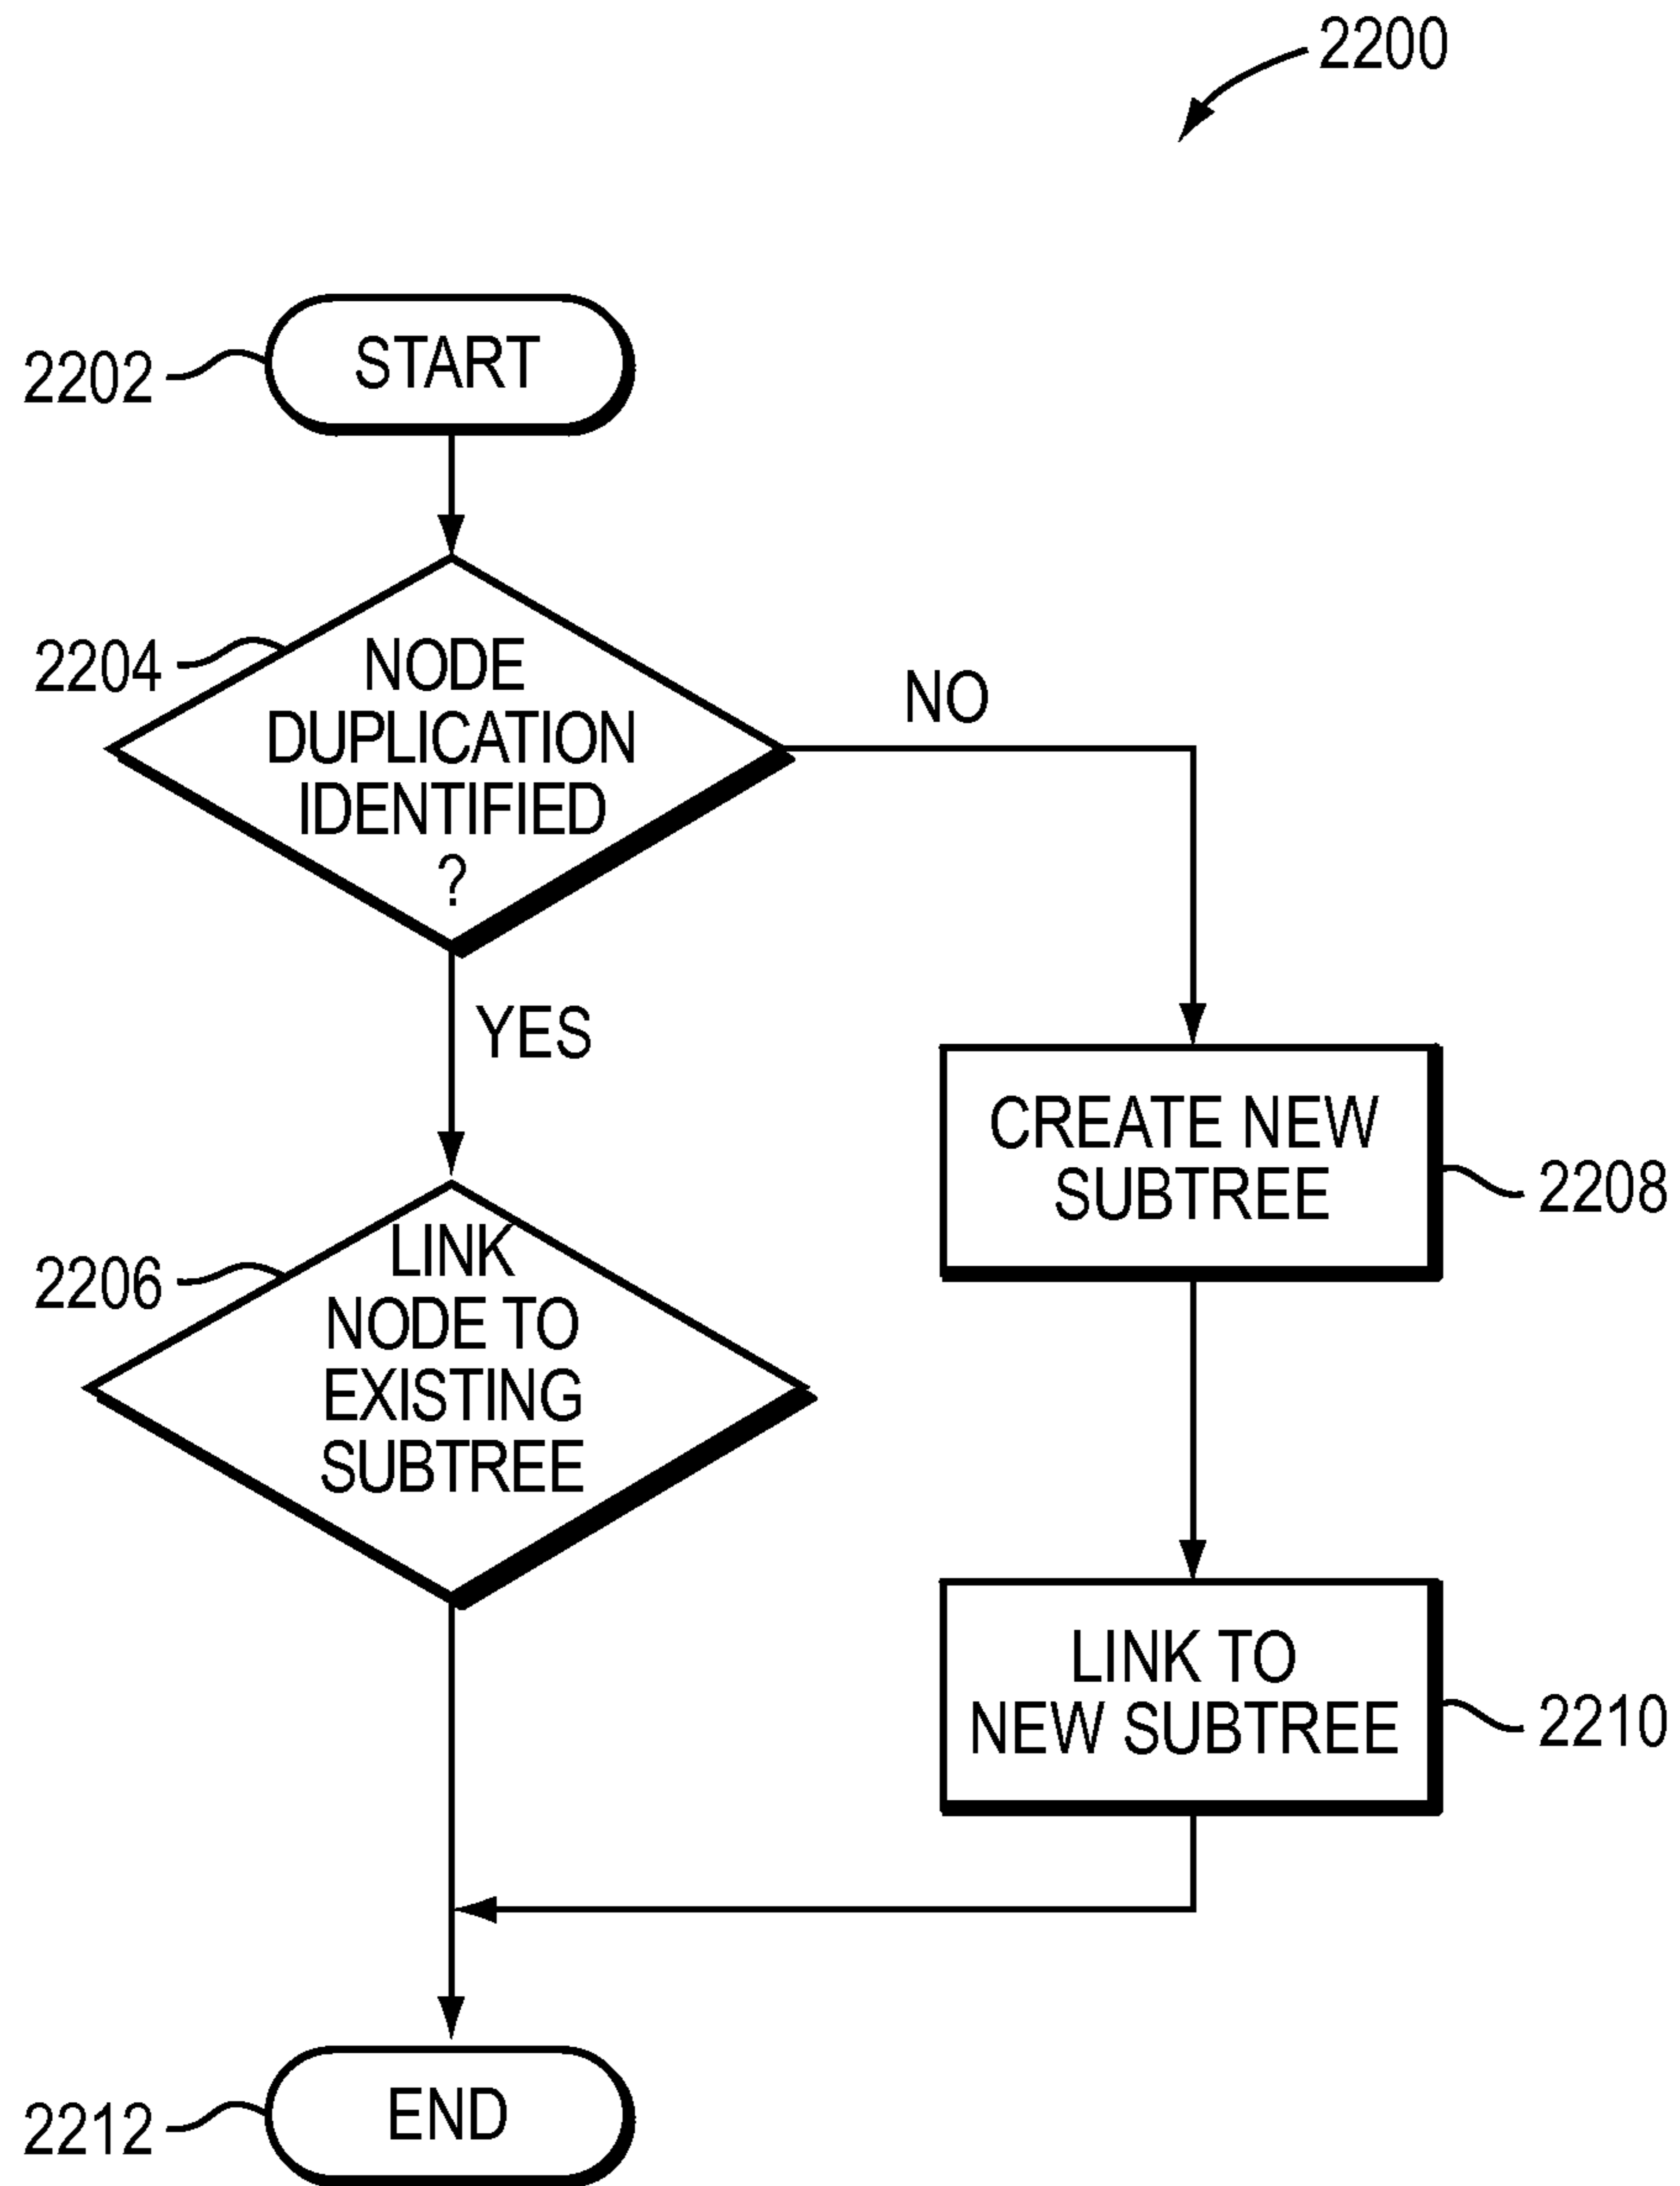 2200
2202
START
2204
NODE
DUPLICATION
IDENTIFIED
?
NO
YES
CREATE NEW
SUBTREE
2208
2206
LINK
NODE TO
EXISTING
SUBTREE
LINK TO
NEW SUBTREE
2210
2212
END